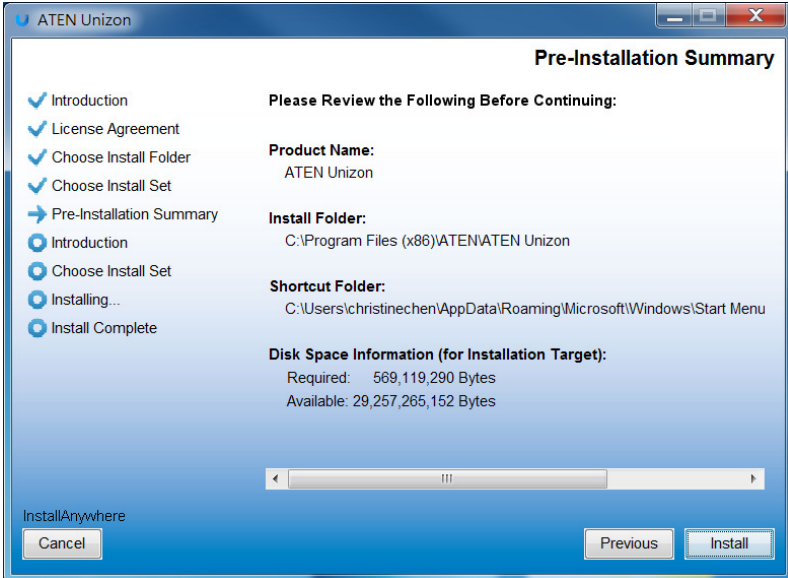 ATEN Unizon
Pre-Installation Summary
Introduction
License Agreement
Choose Install Folder
Choose Install Set
Pre-Installation Summary
Introduction
Choose Install Set
Installing...
Install Complete
Please Review the Following Before Continuing:
Product Name:
ATEN Unizon
Install Folder:
C:\Program Files (x86)\ATEN\ATEN Unizon
Shortcut Folder:
C:\Users\christinechen\AppData\Roaming\Microsoft\Windows\Start Menu
Disk Space Information (for Installation Target):
Required: 569,119,290 Bytes
Available: 29,257,265,152 Bytes
InstallAnywhere
Cancel
Previous
Install